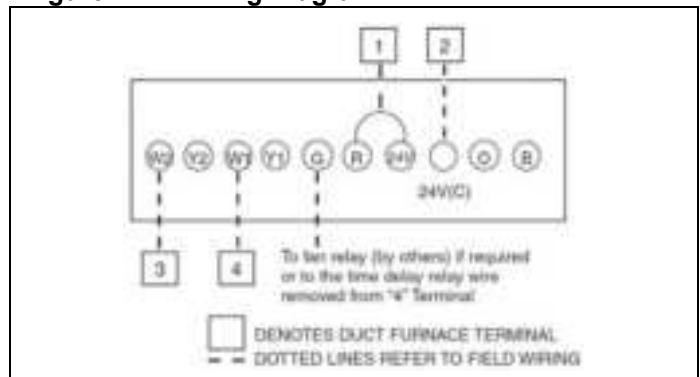 1 2
W2 Y2 W1 Y1 G R 24V O B
24V(C)
3 4
To fan relay (by others) if required
or to the time delay relay wire
removed from "4" Terminal
DENOTES DUCT FURNACE TERMINAL
DOTTED LINES REFER TO FIELD WIRING